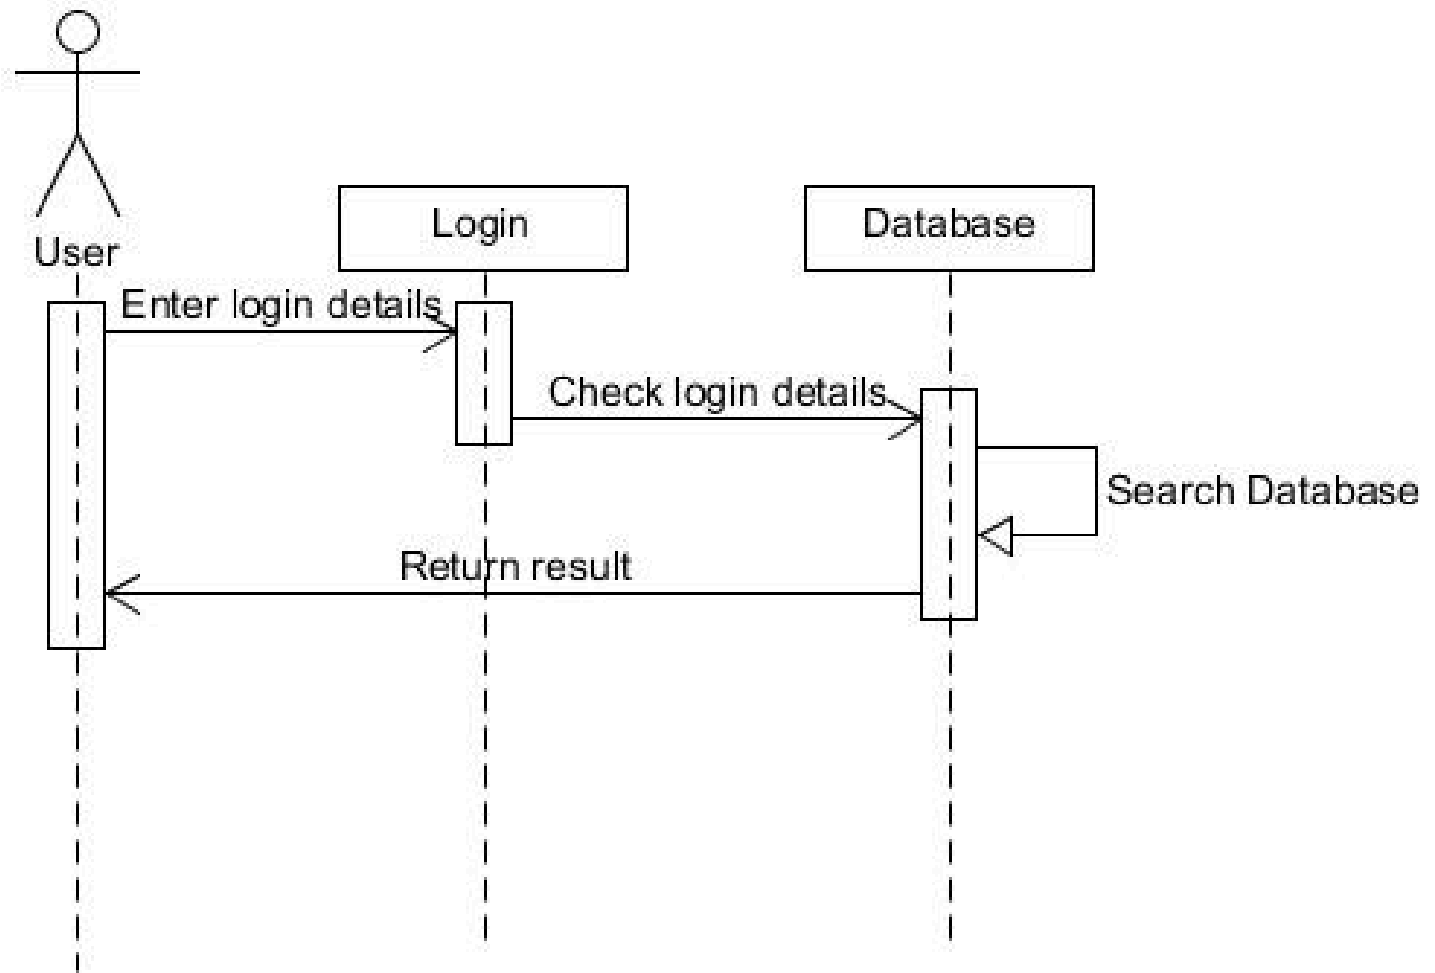 User
Login
Database
Enter login details
Check login details
Search Database
Return result